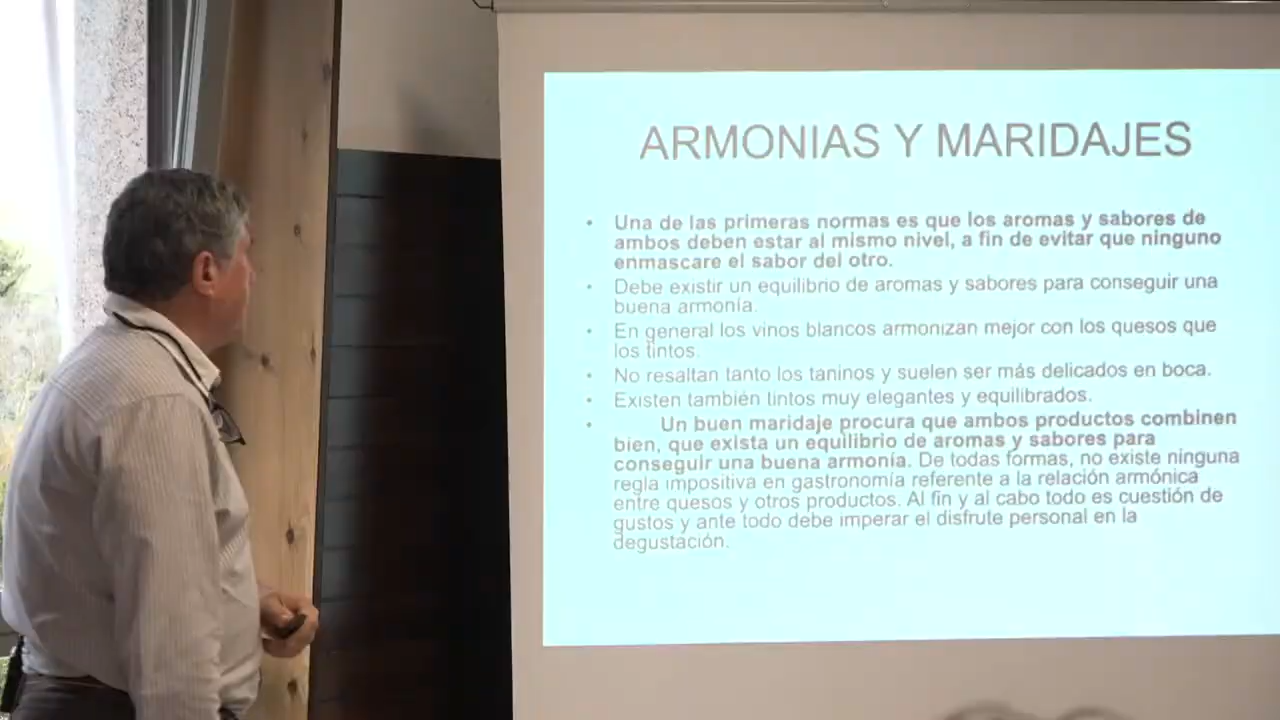 ARMONIAS Y MARIDAJES
• Una de las primeras normas es que los aromas y sabores de
ambos deben estar al mismo nivel, a fin de evitar que ninguno
enmascare el sabor del otro.
• Debe existir un equilibrio de aromas y sabores para conseguir una
buena armonía.
• En general los vinos blancos armonizan mejor con los quesos que
los tintos.
• No resaltan tanto los taninos y suelen ser más delicados en boca.
• Existen también tintos muy elegantes y equilibrados.
• Un buen maridaje procura que ambos productos combinen
bien, que exista un equilibrio de aromas y sabores para
conseguir una buena armonía. De todas formas, no existe ninguna
regla impositiva en gastronomía referente a la relación armónica
entre quesos y otros productos. Al fin y al cabo todo es cuestión de
gustos y ante todo debe imperar el disfrute personal en la
degustación.